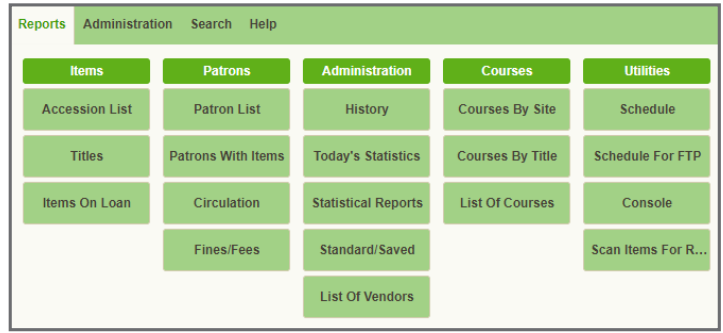 Reports Administration Search Help
Items Patrons Administration Courses Utilities
Accession List Patron List History Courses By Site Schedule
Titles Patrons With Items Today's Statistics Courses By Title Schedule For FTP
Items On Loan Circulation Statistical Reports List Of Courses Console
Fines/Fees Standard/Saved Scan Items For R...
List Of Vendors